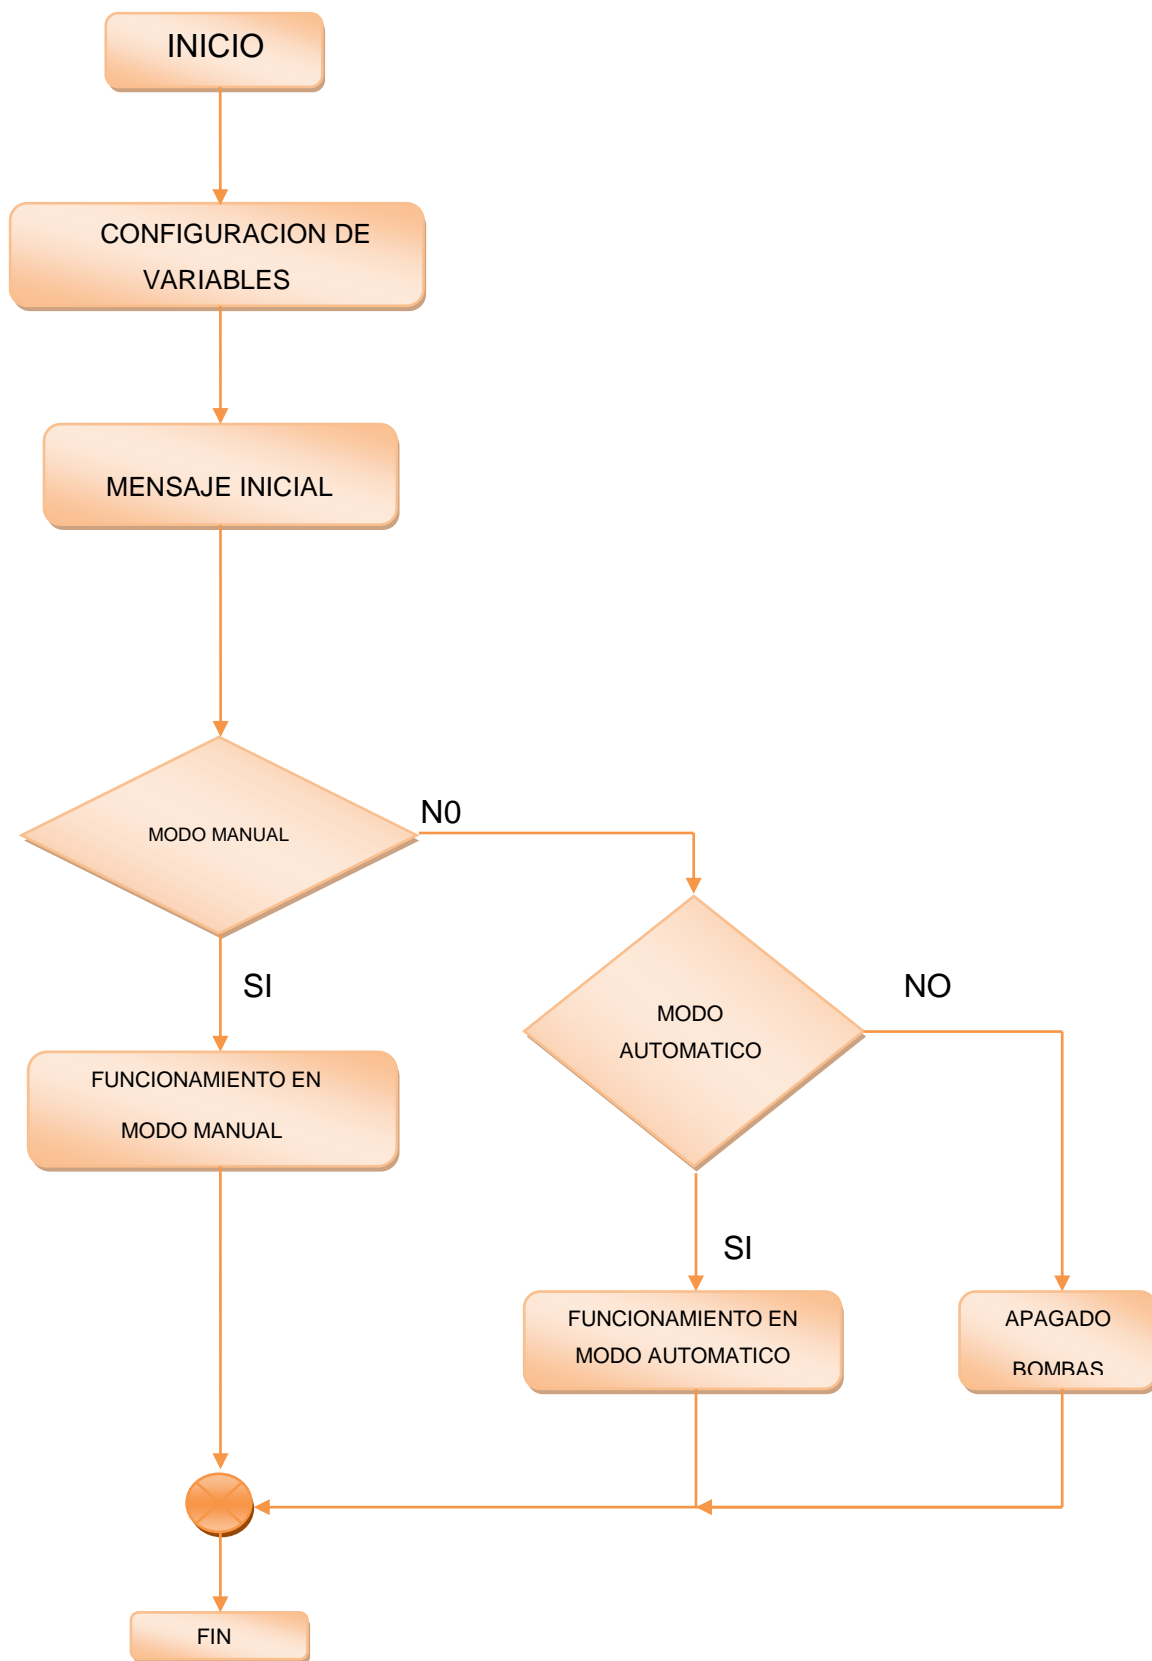 INICIO
CONFIGURACION DE
VARIABLES
MENSAJE INICIAL
MODO MANUAL
N0
SI
FUNCIONAMIENTO EN
MODO MANUAL
MODO
AUTOMATICO
NO
SI
FUNCIONAMIENTO EN
MODO AUTOMATICO
APAGADO
BOMBAS
FIN